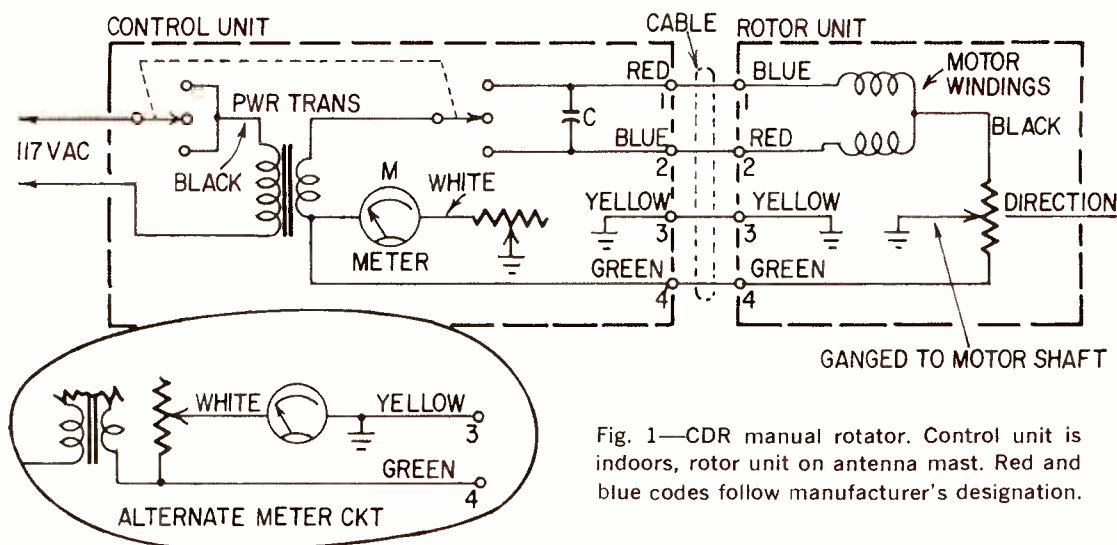 CONTROL UNIT
CABLE
ROTOR UNIT
RED
BLUE
MOTOR
WINDINGS
1
1
PWR TRANS
C
BLACK
117 VAC
BLACK
BLUE
RED
2
2
M
WHITE
YELLOW
YELLOW
DIRECTION
3
3
METER
GREEN
GREEN
4
4
GANGED TO MOTOR SHAFT
WHITE
YELLOW
3
GREEN
4
ALTERNATE METER CKT
Fig. 1—CDR manual rotator. Control unit is
indoors, rotor unit on antenna mast. Red and
blue codes follow manufacturer's designation.